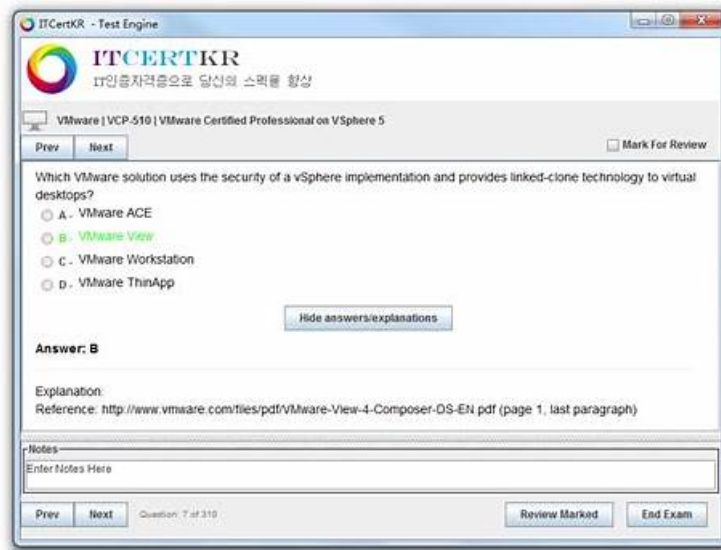 ITCertKR - Test Engine
ITCERTKR
IT인증자격증으로 당신의 스펙을 향상
VMware | VCP-510 | VMware Certified Professional on VSphere 5
Prev Next Mark For Review
Which VMware solution uses the security of a vSphere implementation and provides linked-clone technology to virtual
desktops?
A. VMware ACE
B. VMware View
C. VMware Workstation
D. VMware ThinApp
Hide answers/explanations
Answer: B
Explanation:
Reference: http://www.vmware.com/files/pdf/VMware-View-4-Composer-DS-EN.pdf (page 1, last paragraph)
Notes
Enter Notes Here
Prev Next Question: 7 of 310 Review Marked End Exam